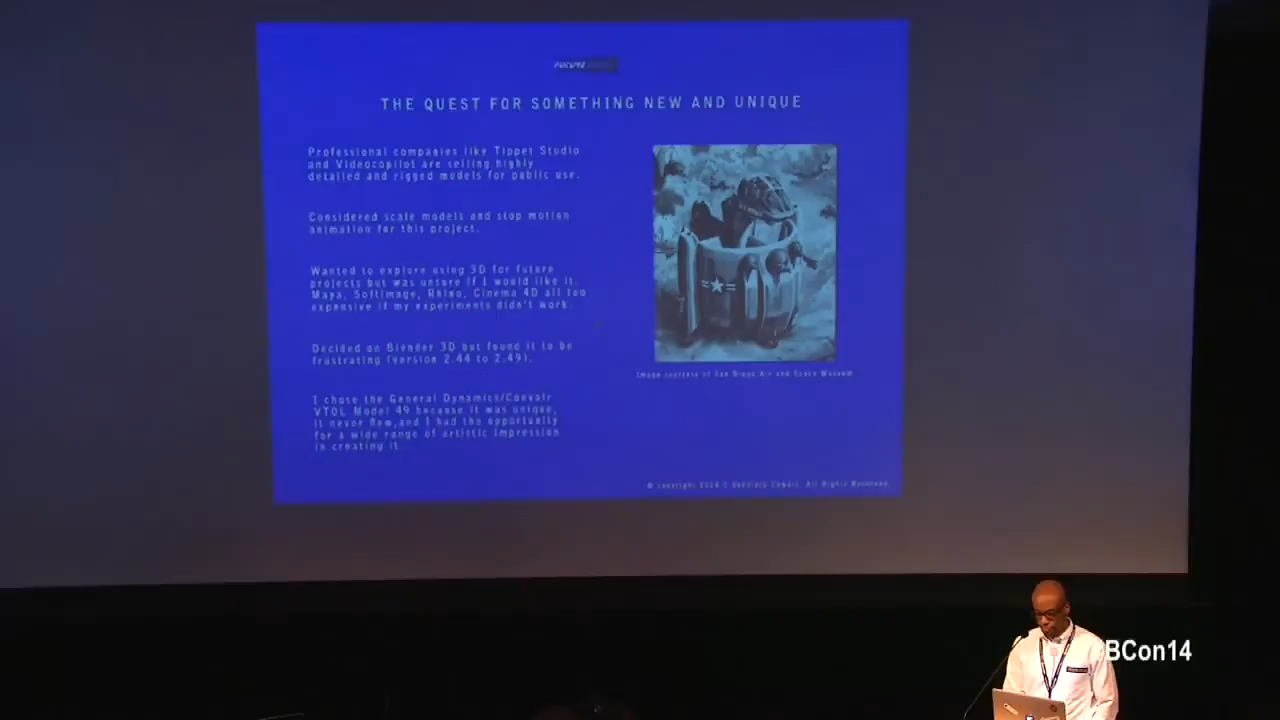 THE QUEST FOR SOMETHING NEW AND UNIQUE
Professional companies like Tippet Studio
and Videocopilot are selling highly
detailed and rigged models for public use.
Considered scale models and stop motion
animation for this project.
Wanted to explore using 3D for future
projects but was unsure if I would like it.
Maya, Softimage, Rhino, Cinema 4D all too
expensive if my experiments didn't work.
Decided on Blender 3D but found it to be
frustrating (version 2.44 to 2.49).
I chose the General Dynamics/Convair
VTOL Model 49 because it was unique,
it never flew,and I had the opportunity
for a wide range of artistic impression
in creating it.
Image courtesy of San Diego Air and Space Museum
© copyright All Rights Reserved.
#BCon14